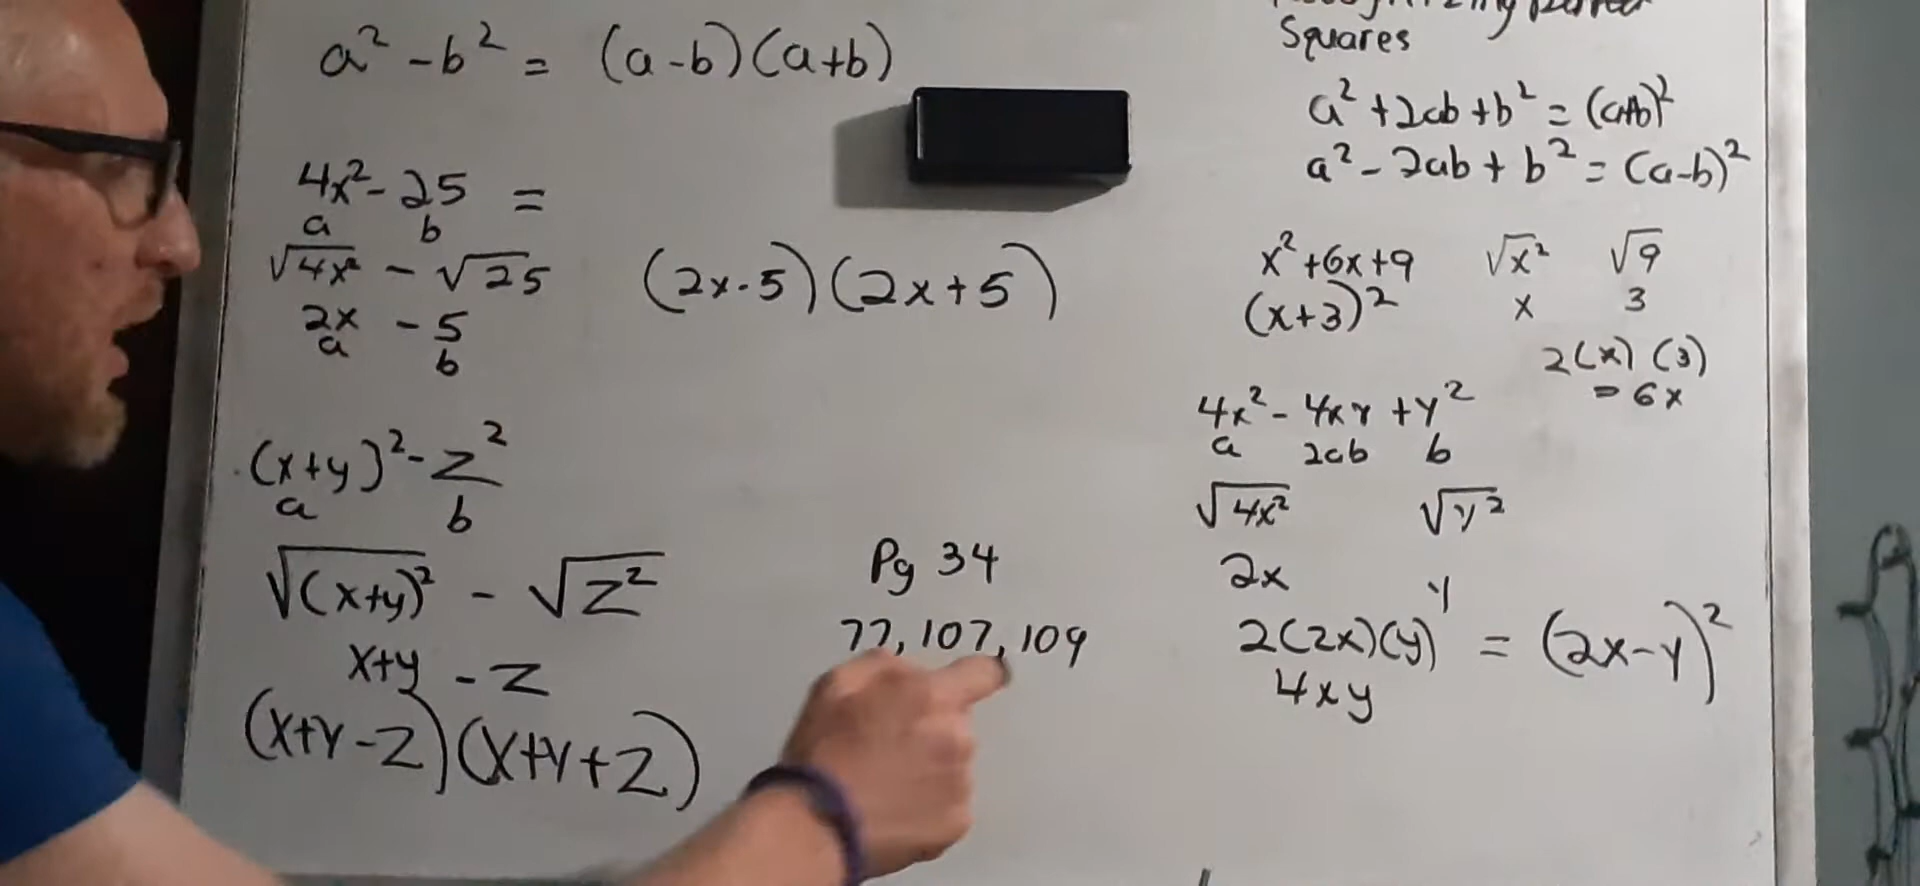 a² - b² = (a-b)(a+b)
4x² - 25 =
a b
√4x² - √25 (2x-5)(2x+5)
2x - 5
a b
(x+y)² - z²
a b
√(x+y)² - √z²
x+y - z
(x+y-z)(x+y+z)
Pg 34
77, 107, 109
Recognizing perfect
Squares
a² + 2ab + b² = (a+b)²
a² - 2ab + b² = (a-b)²
x² + 6x + 9 √x² √9
(x+3)² x 3
2(x)(3)
= 6x
4x² - 4xy + y²
a 2ab b
√4x² √y²
2x y
2(2x)(y) = (2x-y)²
4xy